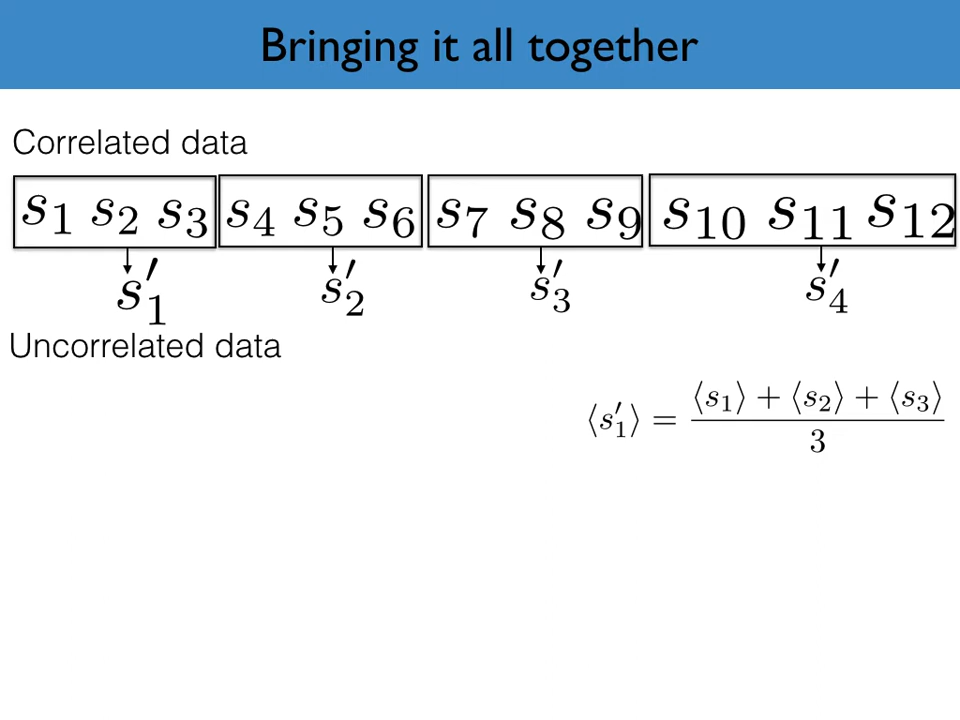 Bringing it all together
Correlated data
s₁ s₂ s₃ s₄ s₅ s₆ s₇ s₈ s₉ s₁₀ s₁₁ s₁₂
s′₁ s′₂ s′₃ s′₄
Uncorrelated data
⟨s′₁⟩ = (⟨s₁⟩ + ⟨s₂⟩ + ⟨s₃⟩) / 3